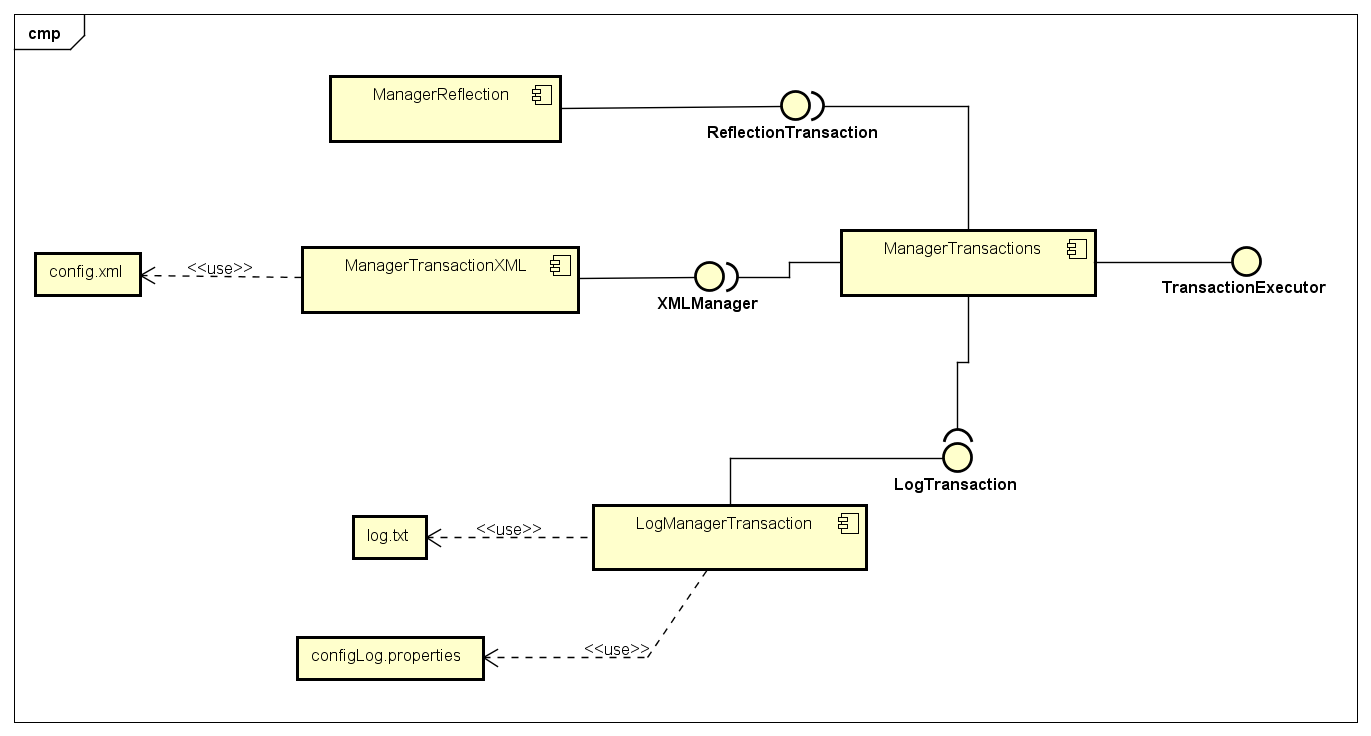 cmp
ManagerReflection
ReflectionTransaction
ManagerTransactions
config.xml
<<use>>
ManagerTransactionXML
XMLManager
TransactionExecutor
LogTransaction
log.txt
<<use>>
LogManagerTransaction
configLog.properties
<<use>>